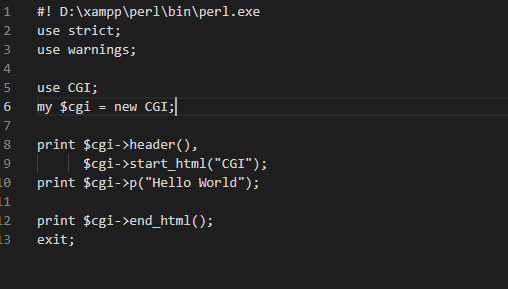 1 #! D:\xampp\perl\bin\perl.exe
2 use strict;
3 use warnings;
4
5 use CGI;
6 my $cgi = new CGI;
7
8 print $cgi->header(),
9       $cgi->start_html("CGI");
10 print $cgi->p("Hello World");
11
12 print $cgi->end_html();
13 exit;